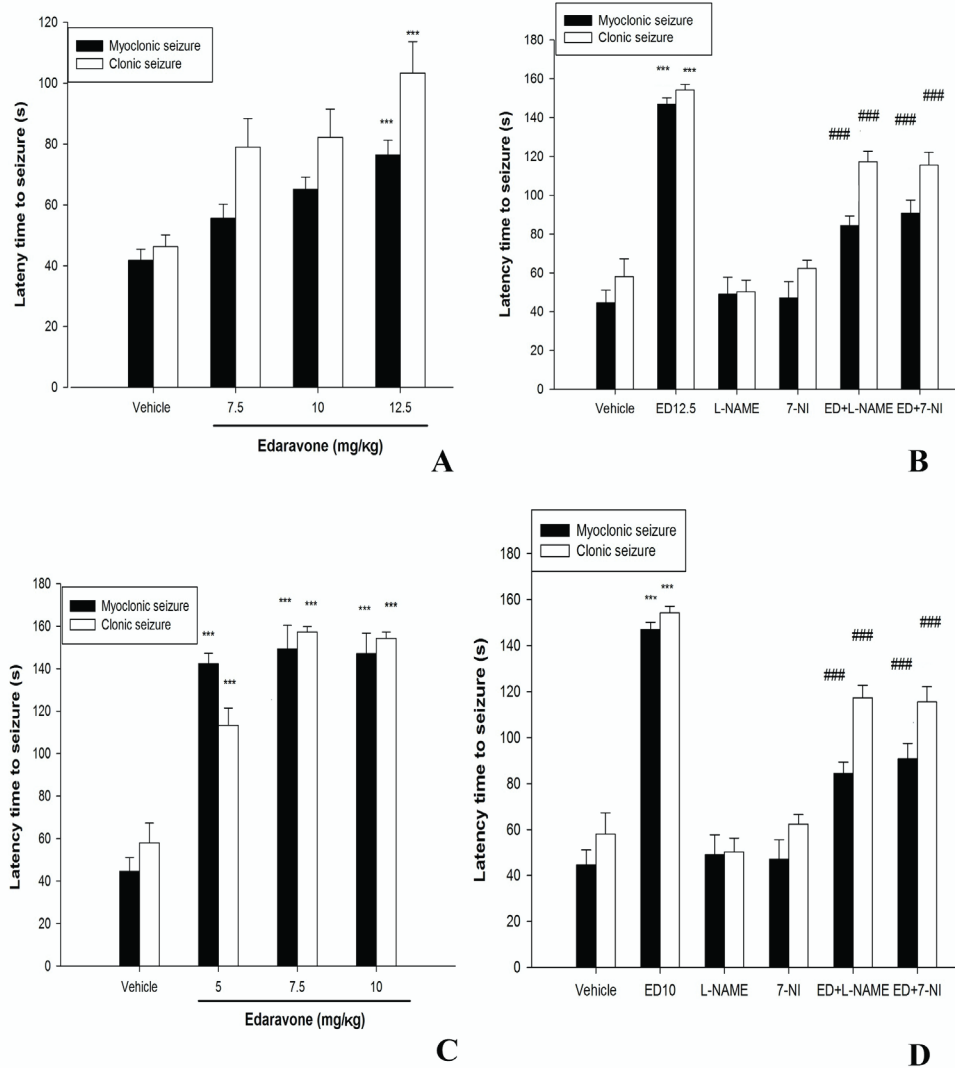 120
100
80
60
40
20
0
Lateny time to seizure (s)
Myoclonic seizure
Clonic seizure
***
***
Vehicle 7.5 10 12.5
Edaravone (mg/κg)
A
180
160
140
120
100
80
60
40
20
0
Latency time to seizure (s)
Myoclonic seizure
Clonic seizure
*** ***
### ### ### ###
Vehicle ED12.5 L-NAME 7-NI ED+L-NAME ED+7-NI
B
180
160
140
120
100
80
60
40
20
0
Latency time to seizure (s)
Myoclonic seizure
Clonic seizure
*** *** *** *** *** ***
Vehicle 5 7.5 10
Edaravone (mg/κg)
C
180
160
140
120
100
80
60
40
20
0
Latency time to seizure (s)
Myoclonic seizure
Clonic seizure
*** ***
### ### ### ###
Vehicle ED10 L-NAME 7-NI ED+L-NAME ED+7-NI
D